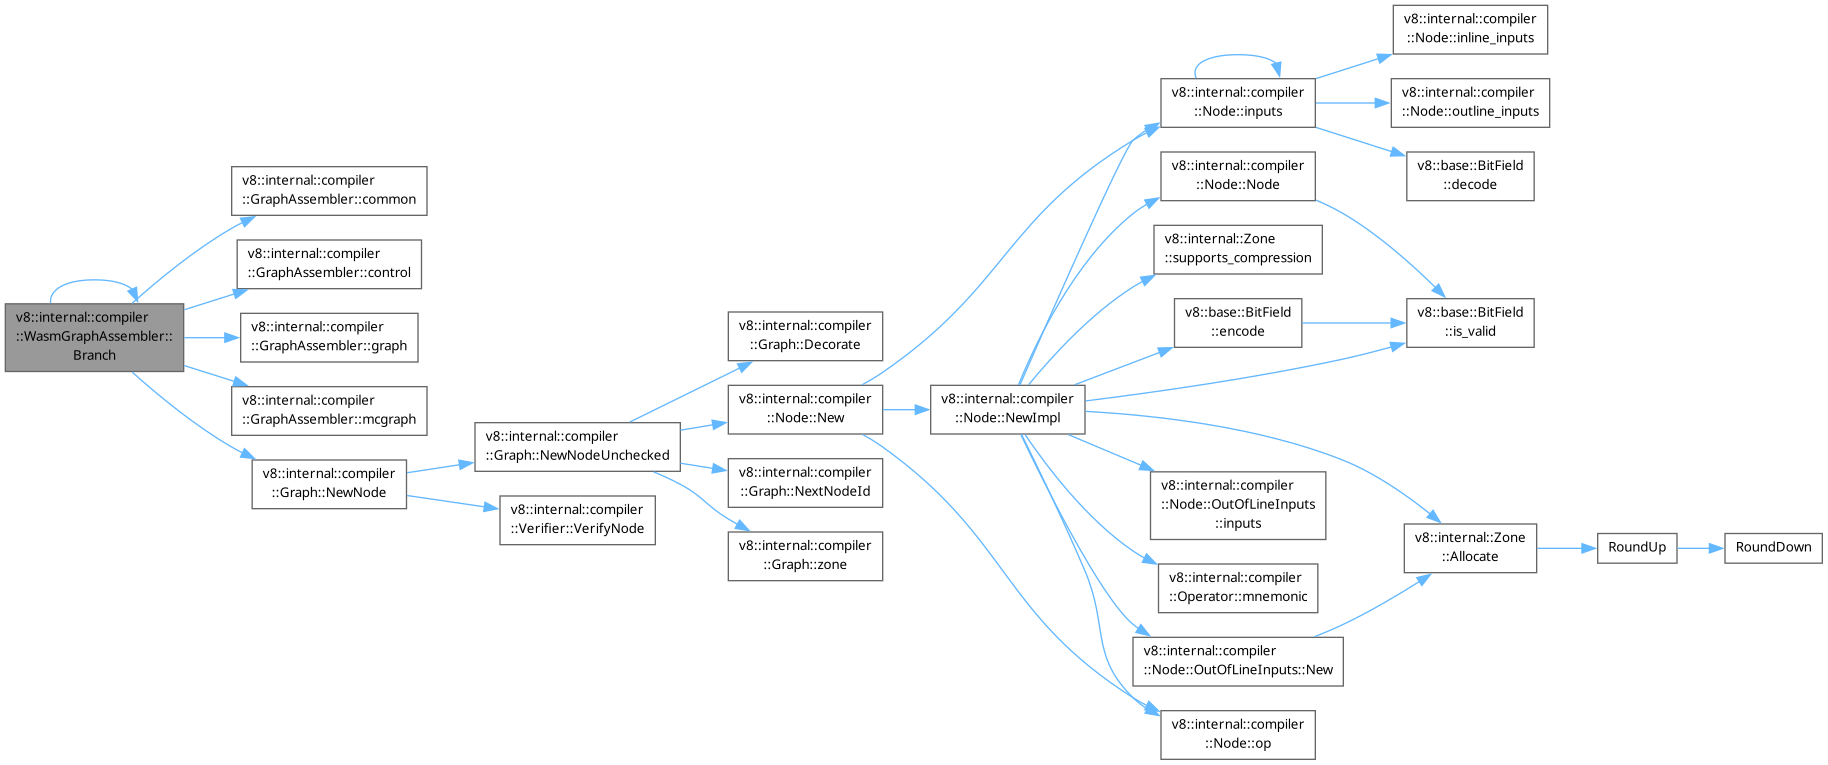 v8::internal::compiler
::WasmGraphAssembler::
Branch
v8::internal::compiler
::GraphAssembler::common
v8::internal::compiler
::GraphAssembler::control
v8::internal::compiler
::GraphAssembler::graph
v8::internal::compiler
::GraphAssembler::mcgraph
v8::internal::compiler
::Graph::NewNode
v8::internal::compiler
::Graph::NewNodeUnchecked
v8::internal::compiler
::Verifier::VerifyNode
v8::internal::compiler
::Graph::Decorate
v8::internal::compiler
::Node::New
v8::internal::compiler
::Graph::NextNodeId
v8::internal::compiler
::Graph::zone
v8::internal::compiler
::Node::NewImpl
v8::internal::compiler
::Node::inputs
v8::internal::compiler
::Node::Node
v8::internal::Zone
::supports_compression
v8::base::BitField
::encode
v8::internal::compiler
::Node::OutOfLineInputs
::inputs
v8::internal::compiler
::Operator::mnemonic
v8::internal::compiler
::Node::OutOfLineInputs::New
v8::internal::compiler
::Node::op
v8::internal::compiler
::Node::inline_inputs
v8::internal::compiler
::Node::outline_inputs
v8::base::BitField
::decode
v8::base::BitField
::is_valid
v8::internal::Zone
::Allocate
RoundUp
RoundDown